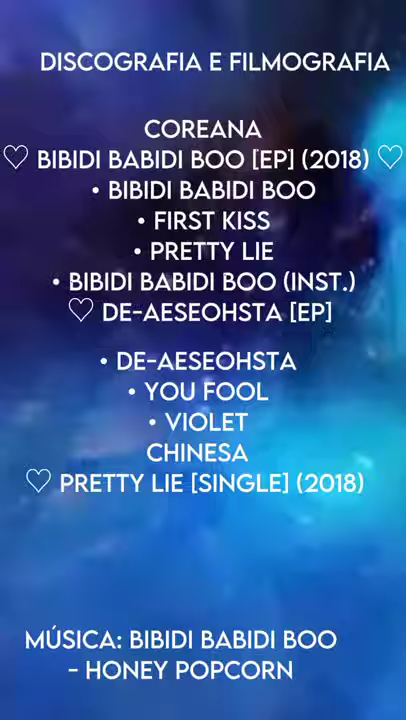 DISCOGRAFIA E FILMOGRAFIA
COREANA
♡ BIBIDI BABIDI BOO [EP] (2018) ♡
• BIBIDI BABIDI BOO
• FIRST KISS
• PRETTY LIE
• BIBIDI BABIDI BOO (INST.)
♡ DE-AESEOHSTA [EP]
• DE-AESEOHSTA
• YOU FOOL
• VIOLET
CHINESA
♡ PRETTY LIE [SINGLE] (2018)
MÚSICA: BIBIDI BABIDI BOO
- HONEY POPCORN